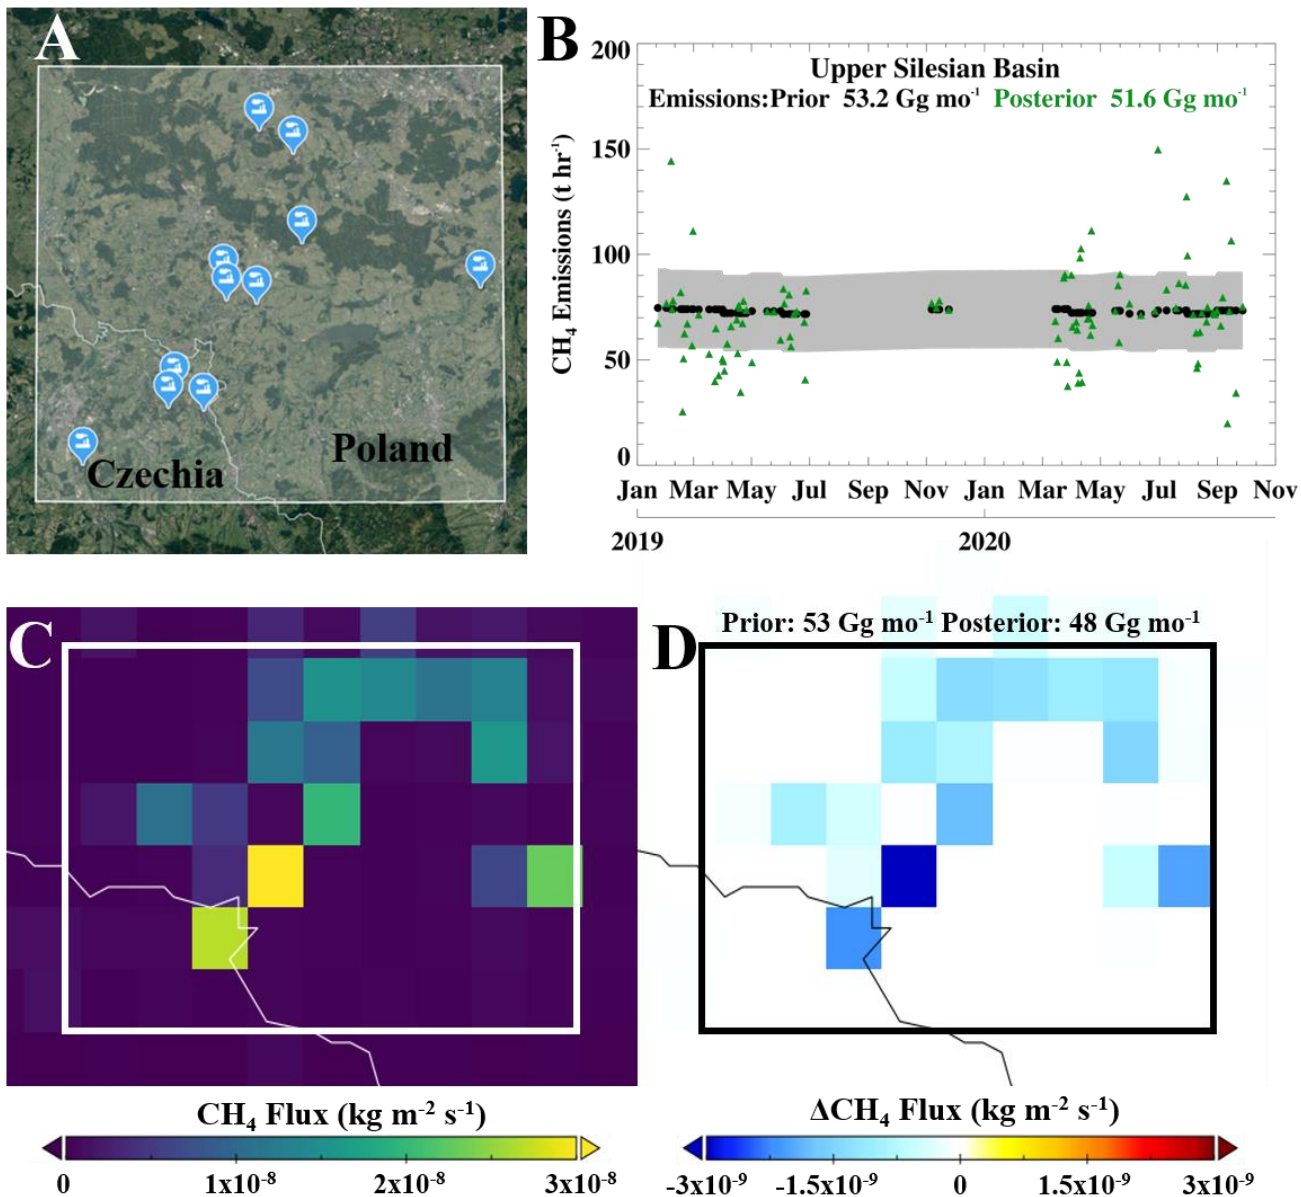 A
Czechia
Poland
B
Upper Silesian Basin
Emissions:Prior 53.2 Gg mo⁻¹ Posterior 51.6 Gg mo⁻¹
CH₄ Emissions (t hr⁻¹)
200
150
100
50
0
Jan Mar May Jul Sep Nov Jan Mar May Jul Sep Nov
2019 2020
C
CH₄ Flux (kg m⁻² s⁻¹)
0 1x10⁻⁸ 2x10⁻⁸ 3x10⁻⁸
D
Prior: 53 Gg mo⁻¹ Posterior: 48 Gg mo⁻¹
ΔCH₄ Flux (kg m⁻² s⁻¹)
-3x10⁻⁹ -1.5x10⁻⁹ 0 1.5x10⁻⁹ 3x10⁻⁹